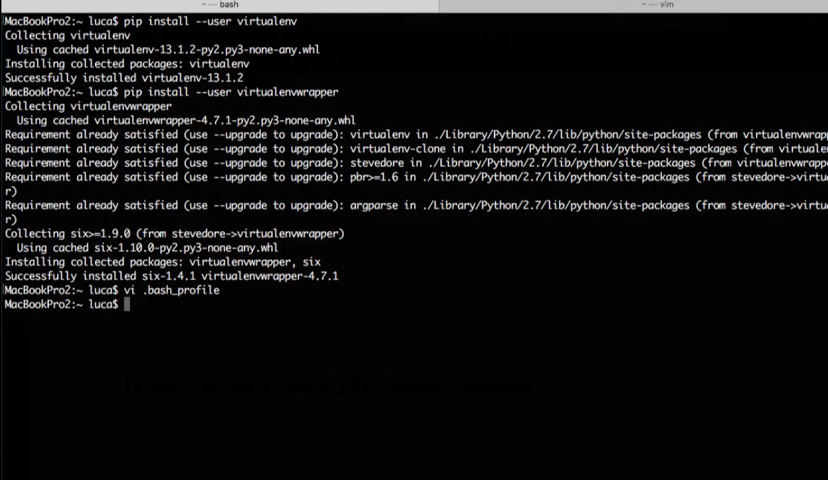 ~ — bash
~ — vim
MacBookPro2:~ luca$ pip install --user virtualenv
Collecting virtualenv
Using cached virtualenv-13.1.2-py2.py3-none-any.whl
Installing collected packages: virtualenv
Successfully installed virtualenv-13.1.2
MacBookPro2:~ luca$ pip install --user virtualenvwrapper
Collecting virtualenvwrapper
Using cached virtualenvwrapper-4.7.1-py2.py3-none-any.whl
Requirement already satisfied (use --upgrade to upgrade): virtualenv in ./Library/Python/2.7/lib/python/site-packages (from virtualenvwrapp
Requirement already satisfied (use --upgrade to upgrade): virtualenv-clone in ./Library/Python/2.7/lib/python/site-packages (from virtualen
Requirement already satisfied (use --upgrade to upgrade): stevedore in ./Library/Python/2.7/lib/python/site-packages (from virtualenvwrappe
Requirement already satisfied (use --upgrade to upgrade): pbr>=1.6 in ./Library/Python/2.7/lib/python/site-packages (from stevedore->virtua
r)
Requirement already satisfied (use --upgrade to upgrade): argparse in ./Library/Python/2.7/lib/python/site-packages (from stevedore->virtua
r)
Collecting six>=1.9.0 (from stevedore->virtualenvwrapper)
Using cached six-1.10.0-py2.py3-none-any.whl
Installing collected packages: virtualenvwrapper, six
Successfully installed six-1.4.1 virtualenvwrapper-4.7.1
MacBookPro2:~ luca$ vi .bash_profile
MacBookPro2:~ luca$